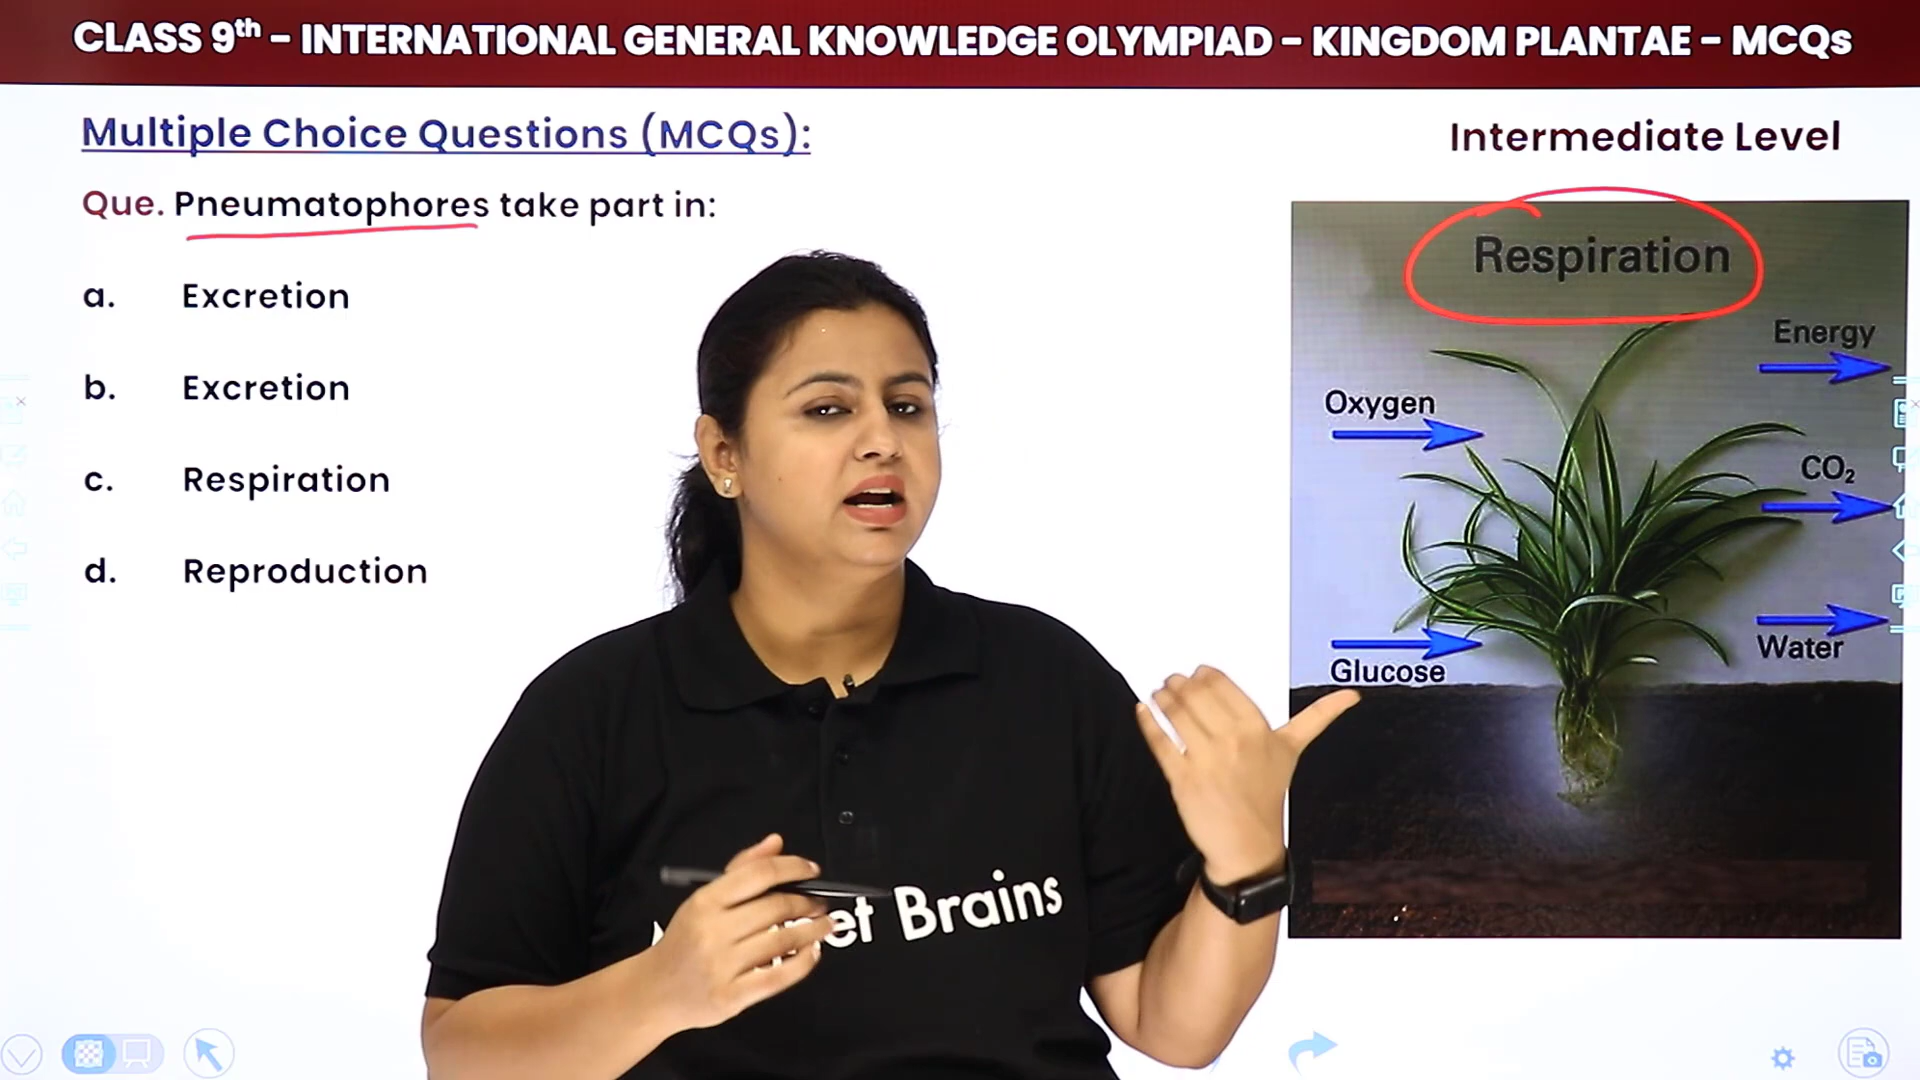 CLASS 9th - INTERNATIONAL GENERAL KNOWLEDGE OLYMPIAD - KINGDOM PLANTAE - MCQs
Multiple Choice Questions (MCQs):
Intermediate Level
Que. Pneumatophores take part in:
a. Excretion
b. Excretion
c. Respiration
d. Reproduction
Respiration
Energy
Oxygen
CO₂
Glucose
Water
Brains